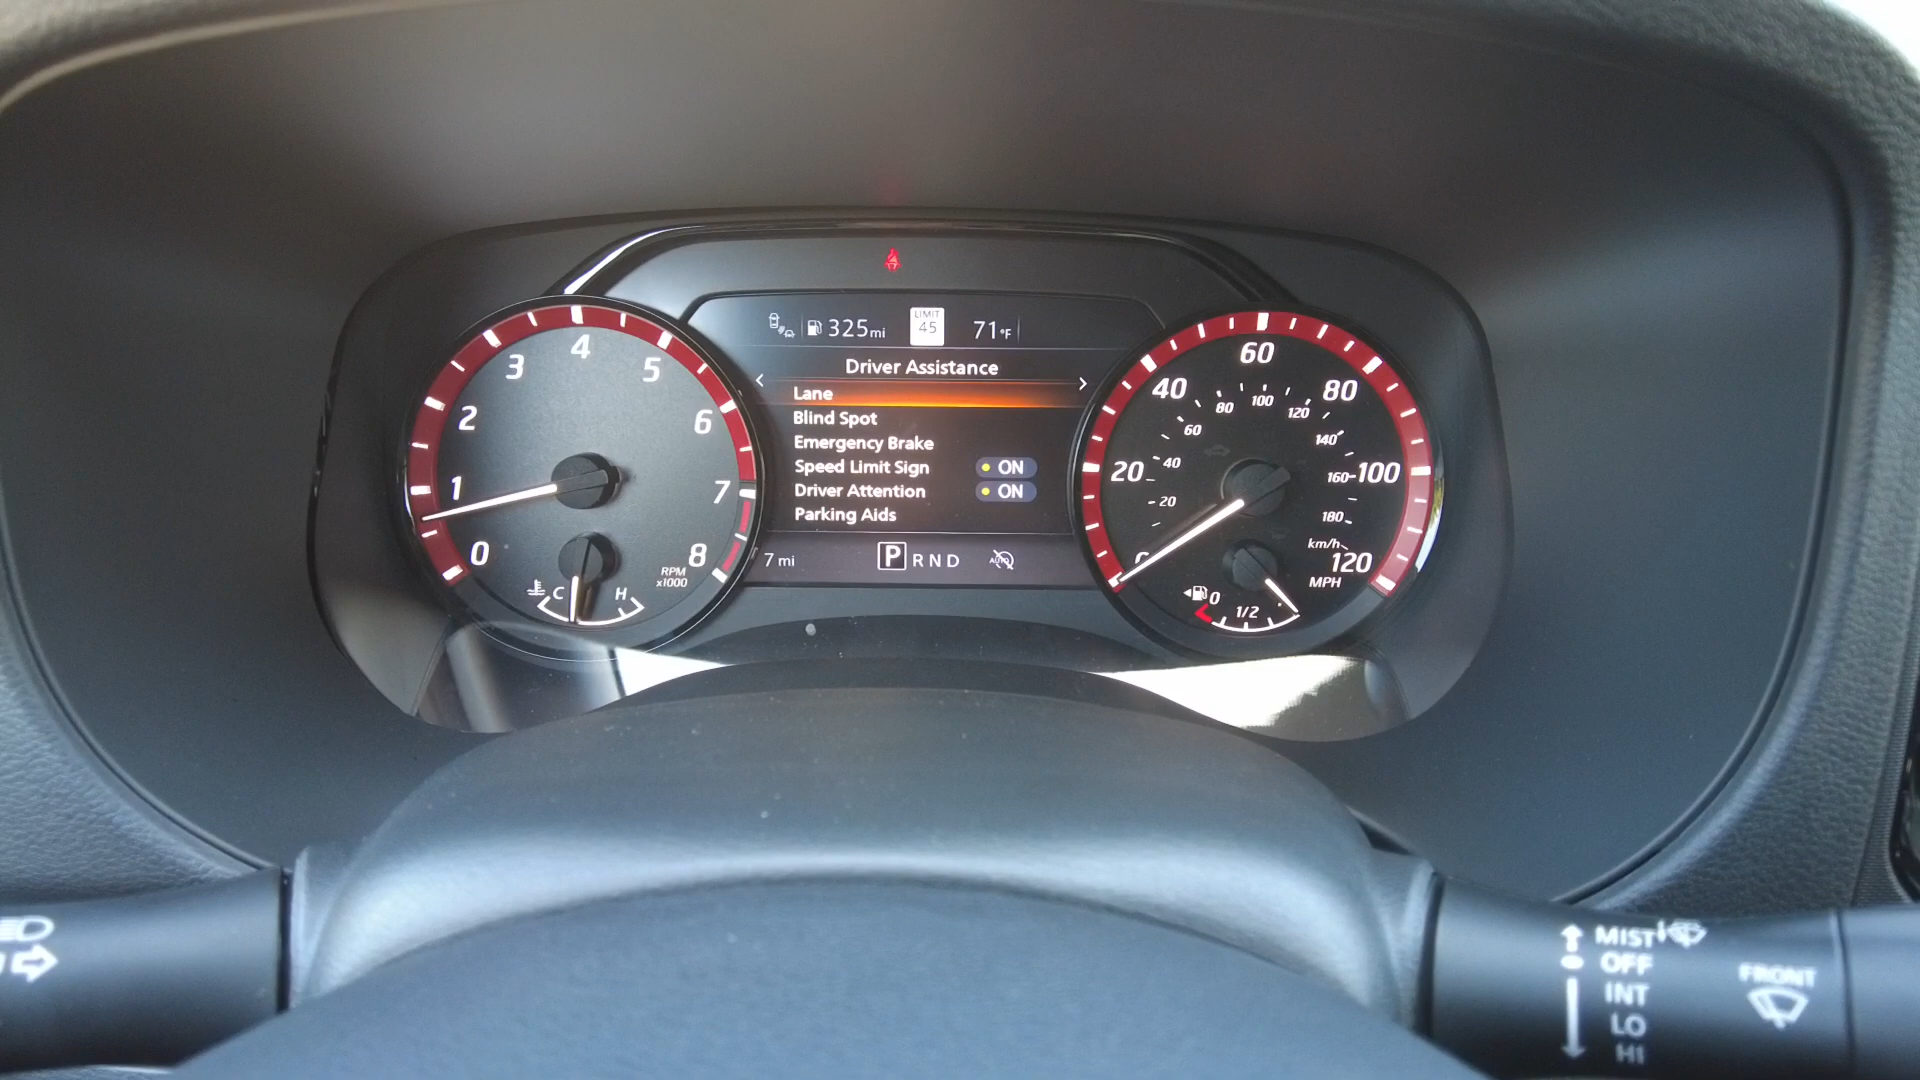 325mi
LIMIT
45
71°F
Driver Assistance
Lane
Blind Spot
Emergency Brake
Speed Limit Sign ON
Driver Attention ON
Parking Aids
7 mi
P R N D
AUTO
0
1
2
3
4
5
6
7
8
RPM
x1000
C H
0
20
40
60
80
100
120
MPH
20
40
60
80
100
120
140
160
180
km/h
0 1/2
MIST
OFF
INT
LO
HI
FRONT